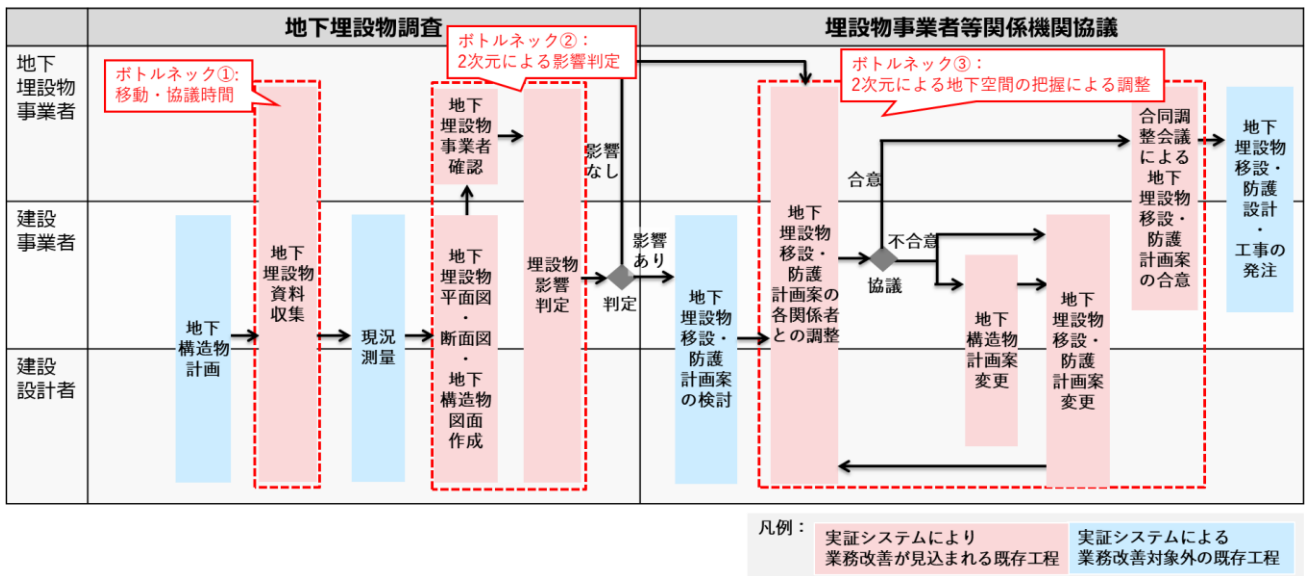 地下埋設物調査
埋設物事業者等関係機関協議
地下
埋設物
事業者
建設
事業者
建設
設計者
ボトルネック①:
移動・協議時間
ボトルネック②：
2次元による影響判定
ボトルネック③：
2次元による地下空間の把握による調整
地下
構造物
計画
地下
埋設物
資料
収集
現況
測量
地下
埋設物
事業者
確認
地下
埋設物
平面図
・
断面図
・
地下
構造物
図面
作成
埋設物
影響
判定
判定
影響
なし
影響
あり
地下
埋設物
移設・
防護
計画案
の検討
地下
埋設物
移設・
防護
計画案の
各関係者
との調整
協議
合意
不合意
地下
構造物
計画案
変更
地下
埋設物
移設・
防護
計画案
変更
合同調
整会議
による
地下
埋設物
移設・
防護
計画案
の合意
地下
埋設物
移設・
防護
設計
・
工事の
発注
凡例：
実証システムにより
業務改善が見込まれる既存工程
実証システムによる
業務改善対象外の既存工程